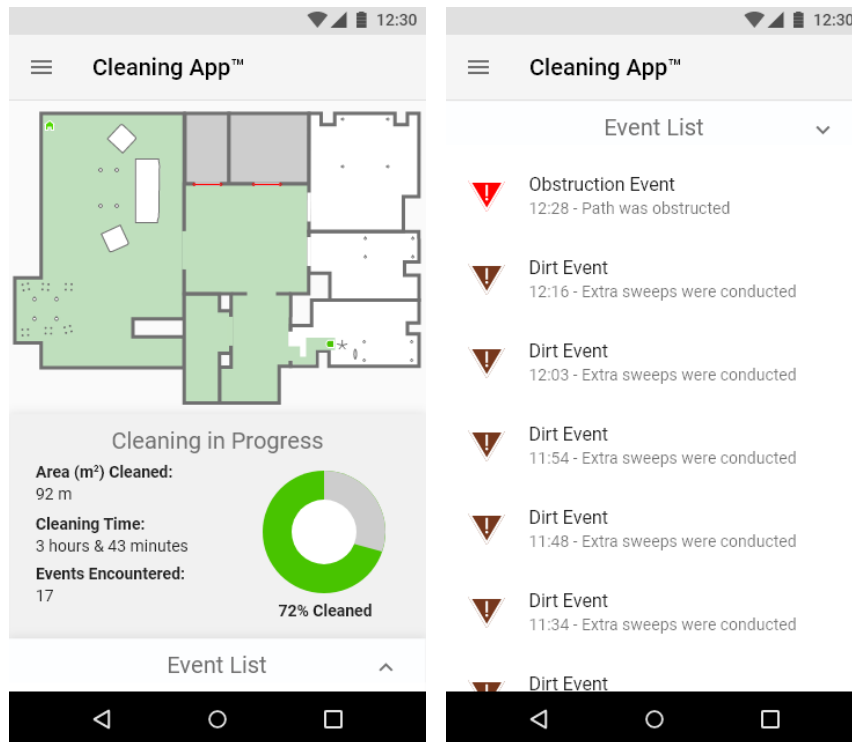 12:30
Cleaning App™
Cleaning in Progress
Area (m²) Cleaned:
92 m
Cleaning Time:
3 hours & 43 minutes
Events Encountered:
17
72% Cleaned
Event List
12:30
Cleaning App™
Event List
Obstruction Event
12:28 - Path was obstructed
Dirt Event
12:16 - Extra sweeps were conducted
Dirt Event
12:03 - Extra sweeps were conducted
Dirt Event
11:54 - Extra sweeps were conducted
Dirt Event
11:48 - Extra sweeps were conducted
Dirt Event
11:34 - Extra sweeps were conducted
Dirt Event